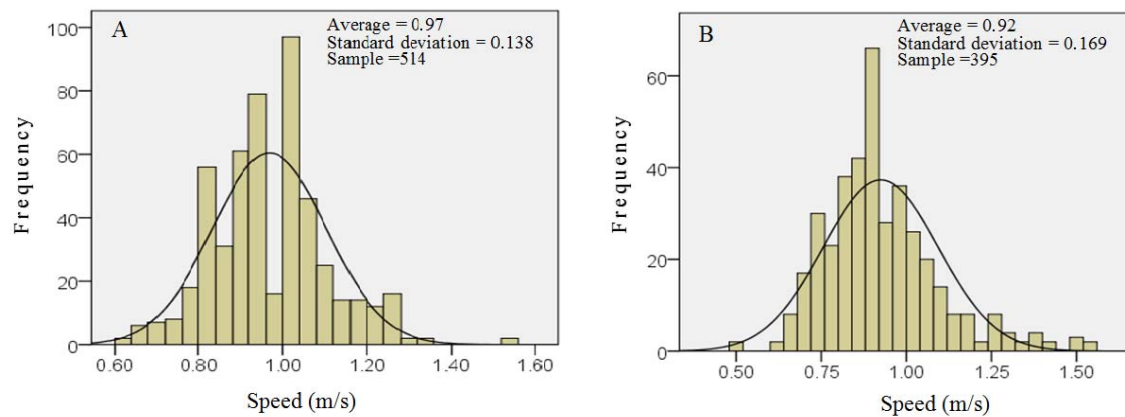 A
Average = 0.97
Standard deviation = 0.138
Sample =514
100
80
60
40
20
0
Frequency
0.60 0.80 1.00 1.20 1.40 1.60
Speed (m/s)
B
Average = 0.92
Standard deviation = 0.169
Sample =395
60
40
20
0
Frequency
0.50 0.75 1.00 1.25 1.50
Speed (m/s)